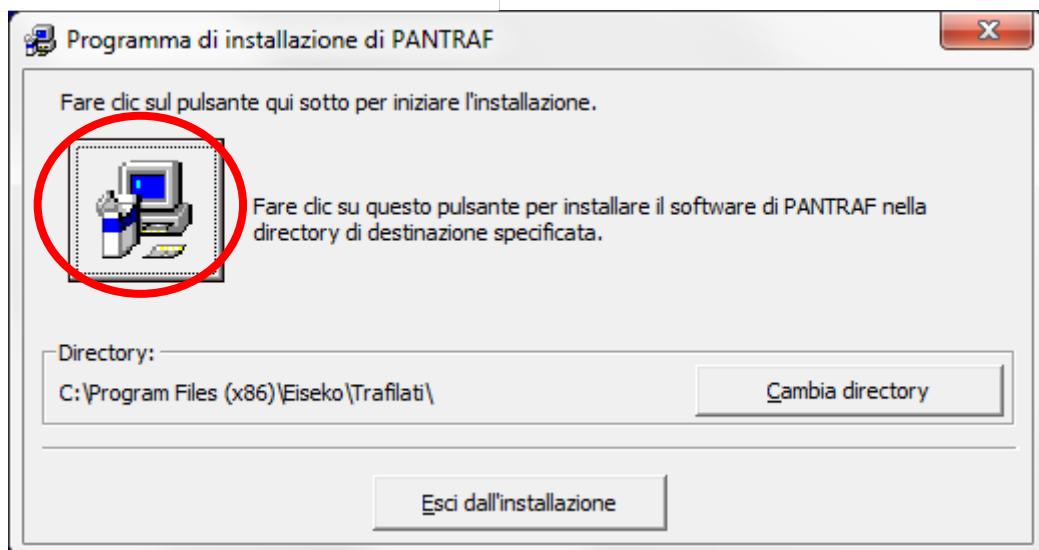 Programma di installazione di PANTRAF
Fare clic sul pulsante qui sotto per iniziare l'installazione.
Fare clic su questo pulsante per installare il software di PANTRAF nella
directory di destinazione specificata.
Directory:
C:\Program Files (x86)\Eiseko\Trafilati\
Cambia directory
Esci dall'installazione